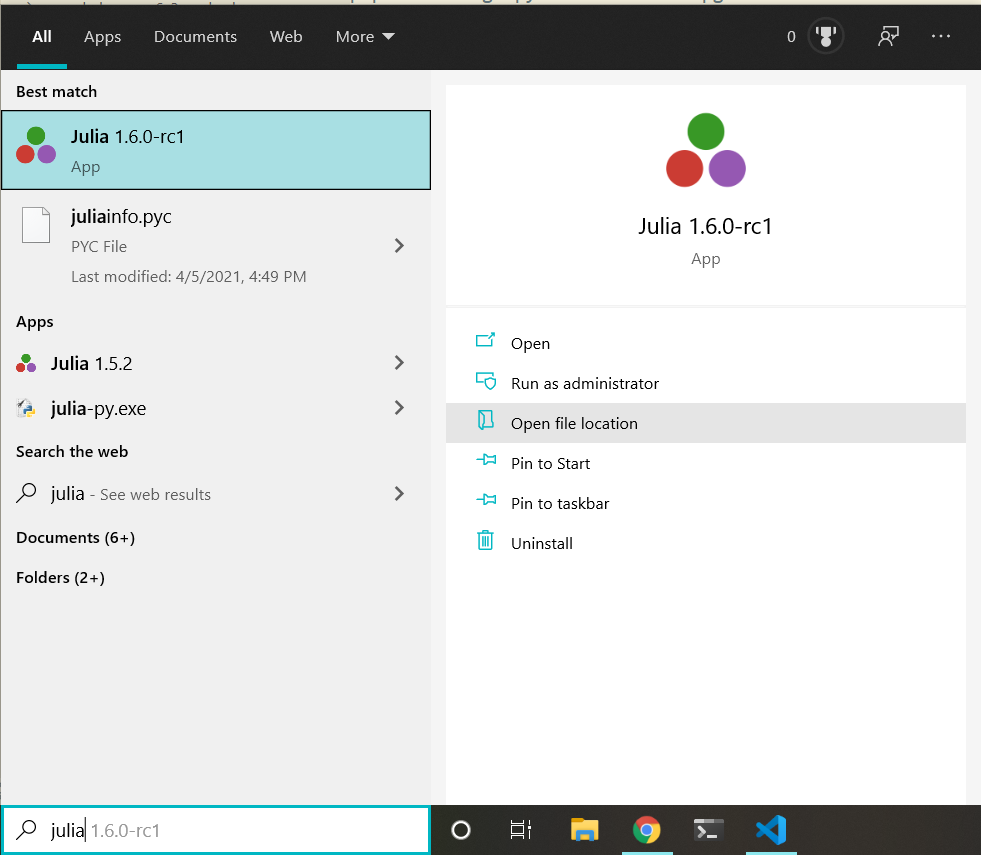 All Apps Documents Web More 0
Best match
Julia 1.6.0-rc1
App
juliainfo.pyc
PYC File
Last modified: 4/5/2021, 4:49 PM
Apps
Julia 1.5.2
julia-py.exe
Search the web
julia - See web results
Documents (6+)
Folders (2+)
Julia 1.6.0-rc1
App
Open
Run as administrator
Open file location
Pin to Start
Pin to taskbar
Uninstall
julia 1.6.0-rc1